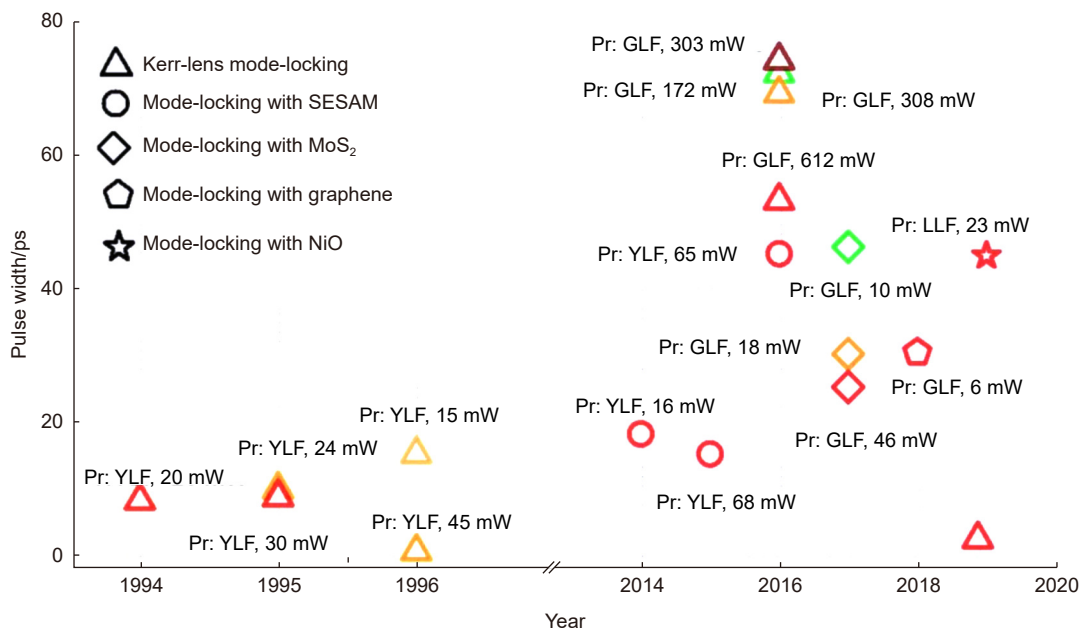 80
60
40
20
0
Pulse width/ps
Kerr-lens mode-locking
Mode-locking with SESAM
Mode-locking with MoS₂
Mode-locking with graphene
Mode-locking with NiO
Pr: GLF, 303 mW
Pr: GLF, 172 mW
Pr: GLF, 308 mW
Pr: GLF, 612 mW
Pr: LLF, 23 mW
Pr: YLF, 65 mW
Pr: GLF, 10 mW
Pr: GLF, 18 mW
Pr: GLF, 6 mW
Pr: YLF, 16 mW
Pr: YLF, 15 mW
Pr: GLF, 46 mW
Pr: YLF, 24 mW
Pr: YLF, 20 mW
Pr: YLF, 68 mW
Pr: YLF, 45 mW
Pr: YLF, 30 mW
1994
1995
1996
2014
2016
2018
2020
Year